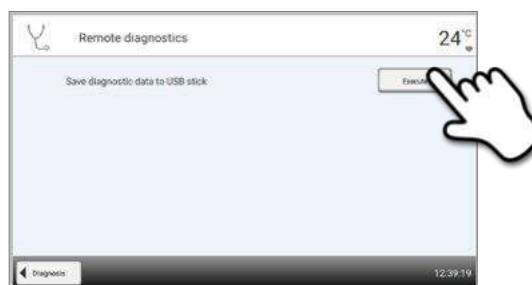 Remote diagnostics
24°C
Save diagnostic data to USB stick
Diagnosis
12:39:19